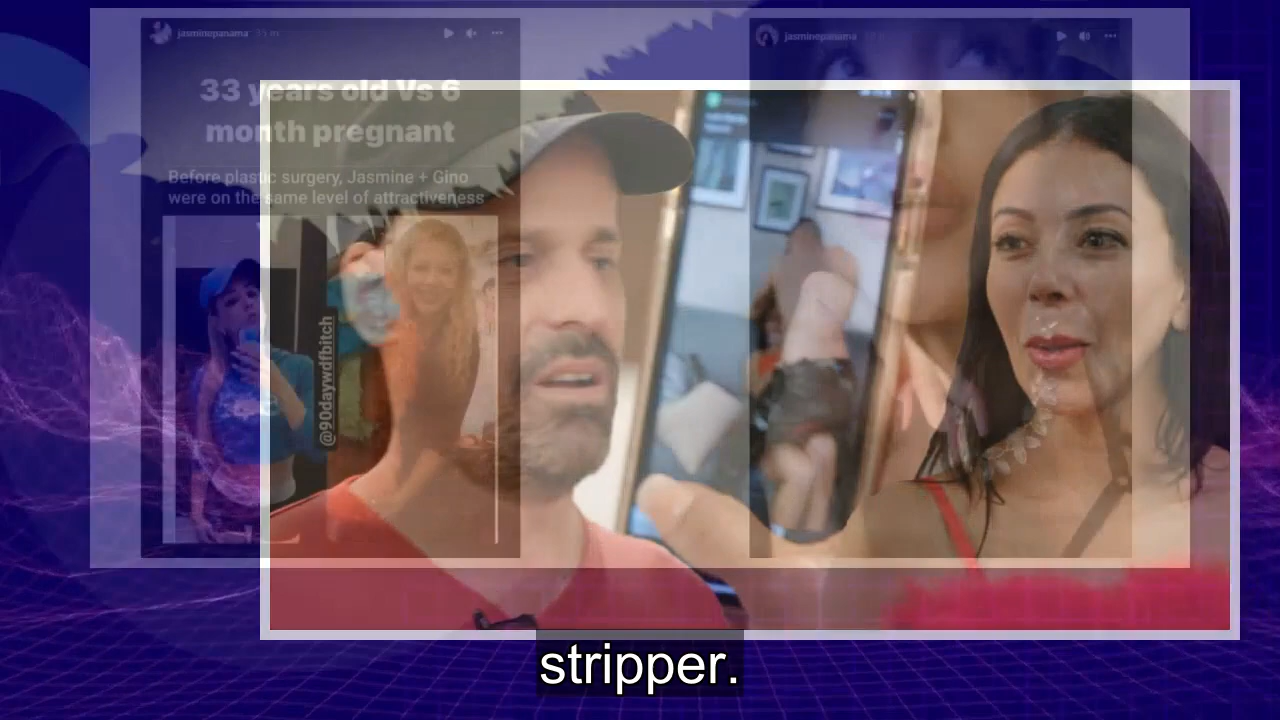 jasminepanama
33 years old Vs 6
month pregnant
Before plastic surgery, Jasmine + Gino
were on the same level of attractiveness
@90daywdfbitch
jasminepanama
stripper.